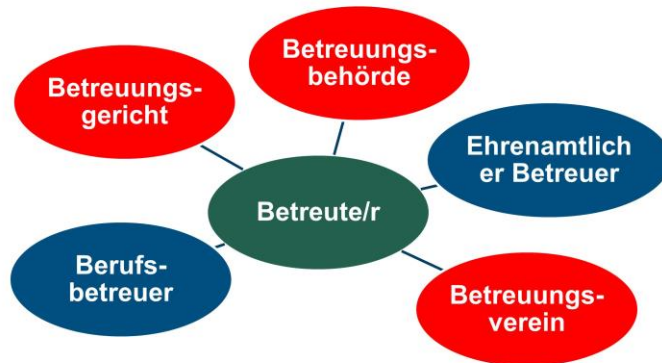 Betreuungs-
behörde
Betreuungs-
gericht
Ehrenamtlich
er Betreuer
Betreute/r
Berufs-
betreuer
Betreuungs-
verein